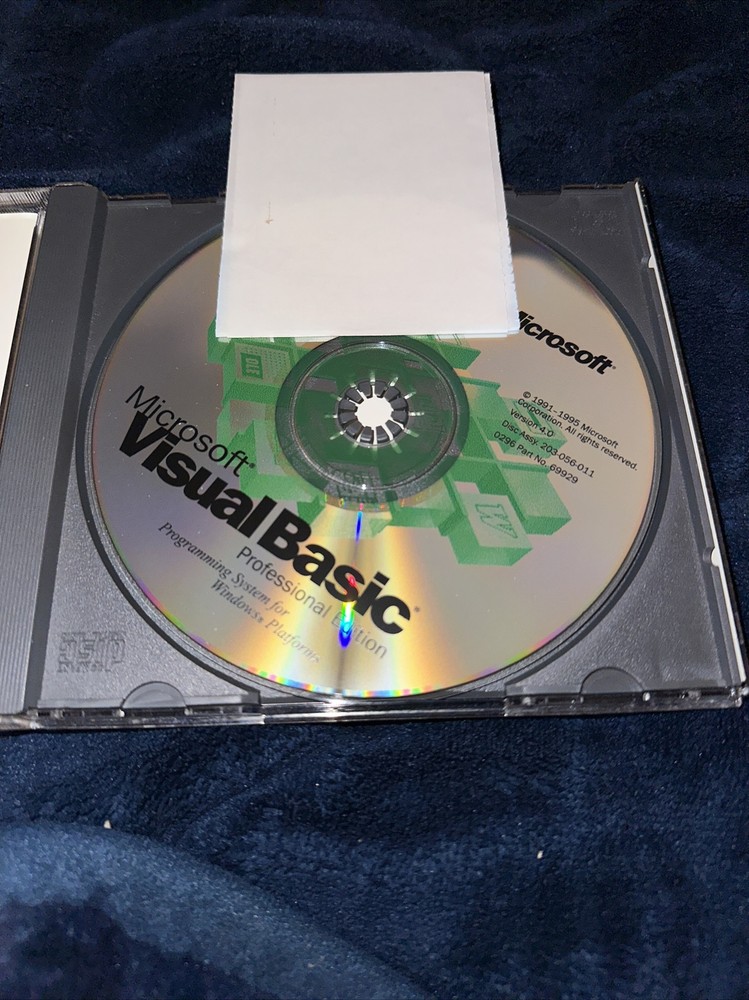 Microsoft®
Visual Basic®
Professional Edition
Programming System for
Windows® Platforms
Microsoft®
© 1991-1995 Microsoft
Corporation. All rights reserved.
Version 4.0
Disc Assy. 203-056-011
0296 Part No. 69929
OLE
W